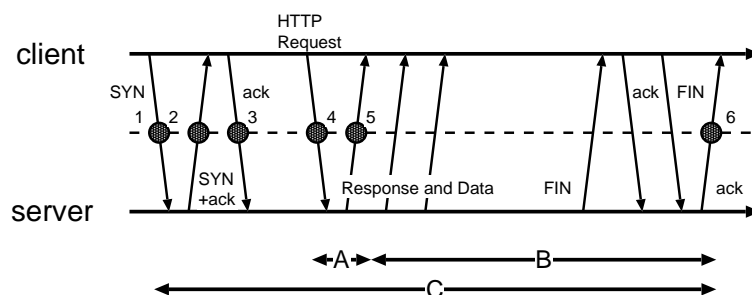 HTTP
Request
client
SYN
ack
ack
FIN
1 2 3 4 5 6
SYN
+ack
Response and Data
FIN
ack
server
A
B
C